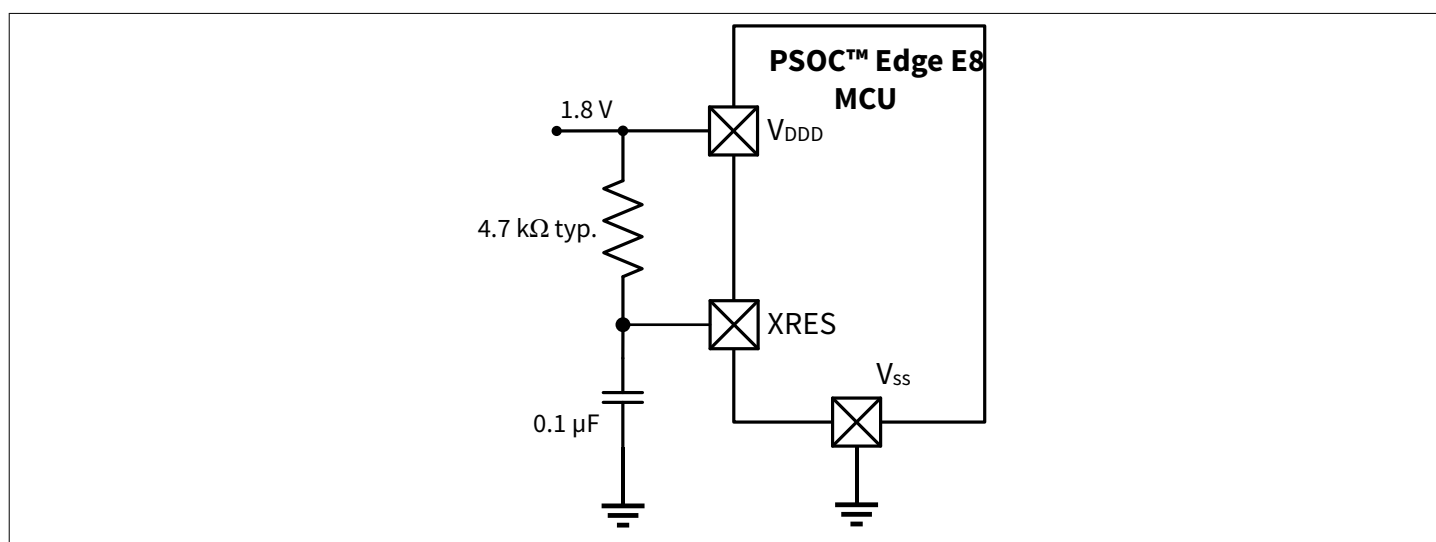 PSOC™ Edge E8
MCU
1.8 V
VDDD
4.7 kΩ typ.
XRES
Vss
0.1 µF